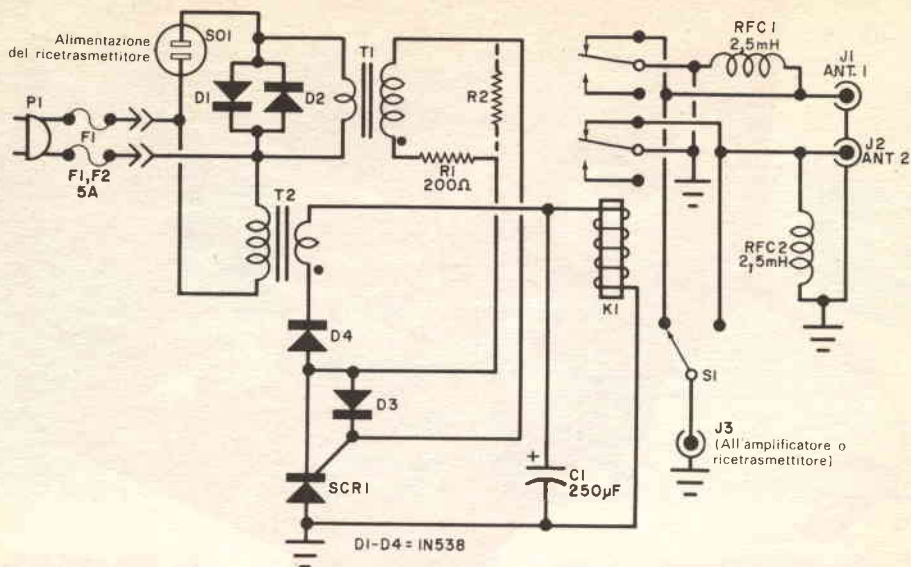 Alimentazione
del ricetrasmettitore
SO1
P1
F1
F1,F2
5A
D1
D2
T1
R2
R1
200Ω
T2
D4
D3
SCR1
+
C1
250µF
K1
D1-D4=1N538
RFC1
2,5mH
J1
ANT.1
J2
ANT 2
RFC2
2,5mH
S1
J3
(All'amplificatore o
ricetrasmettitore)